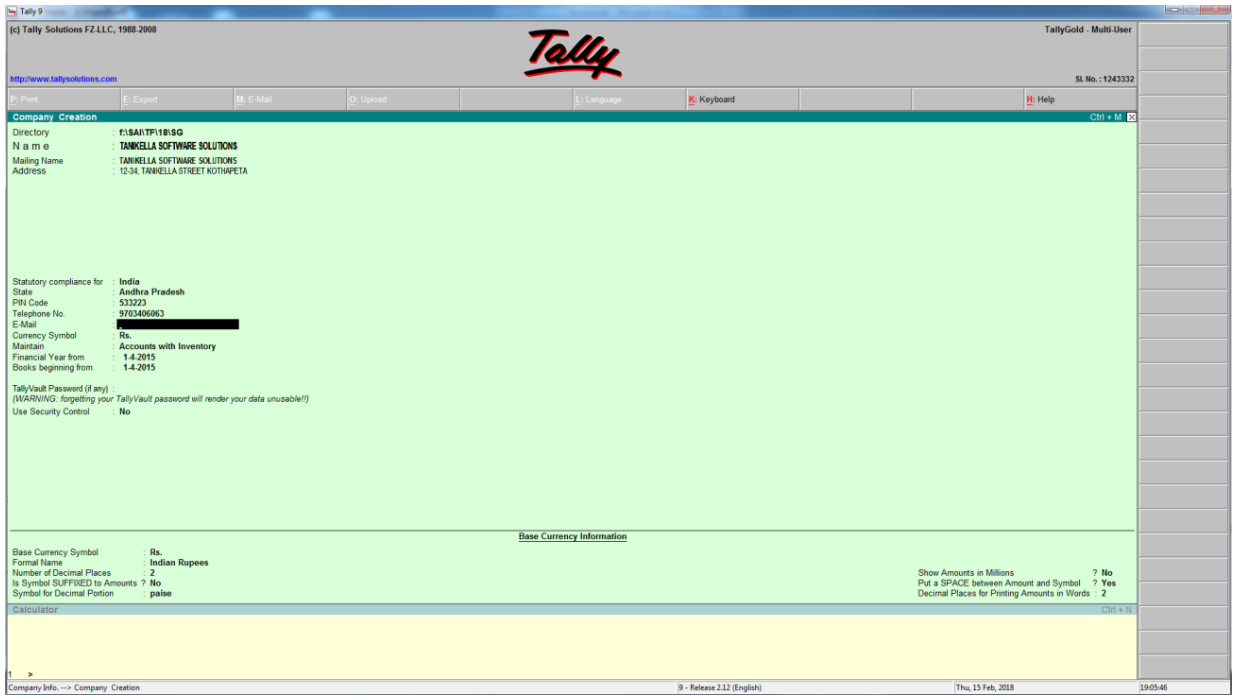 Tally 9
(c) Tally Solutions FZ-LLC, 1988-2008
TallyGold - Multi-User
Tally
http://www.tallysolutions.com
Sl. No. : 1243332
P: Print E: Export M: E-Mail O: Upload L: Language K: Keyboard H: Help
Company Creation Ctrl + M
Directory : f:\SAI\TF\18\SG
Name : TANIKELLA SOFTWARE SOLUTIONS
Mailing Name : TANIKELLA SOFTWARE SOLUTIONS
Address : 12-34, TANIKELLA STREET KOTHAPETA
Statutory compliance for : India
State : Andhra Pradesh
PIN Code : 533223
Telephone No. : 9703406063
E-Mail :
Currency Symbol : Rs.
Maintain : Accounts with Inventory
Financial Year from : 1-4-2015
Books beginning from : 1-4-2015
TallyVault Password (if any) :
(WARNING: forgetting your TallyVault password will render your data unusable!!)
Use Security Control : No
Base Currency Information
Base Currency Symbol : Rs.
Formal Name : Indian Rupees
Number of Decimal Places : 2 Show Amounts in Millions ? No
Is Symbol SUFFIXED to Amounts ? No Put a SPACE between Amount and Symbol ? Yes
Symbol for Decimal Portion : paise Decimal Places for Printing Amounts in Words : 2
Calculator Ctrl + N
1 >
Company Info. --> Company Creation 9 - Release 2.12 (English) Thu, 15 Feb, 2018 19:05:46